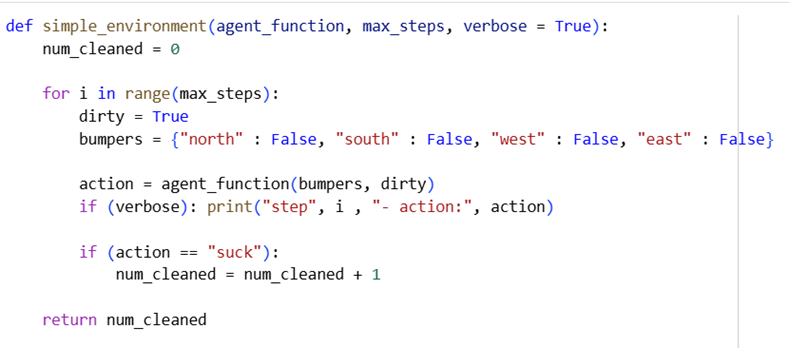 def simple_environment(agent_function, max_steps, verbose = True):
    num_cleaned = 0

    for i in range(max_steps):
        dirty = True
        bumpers = {"north" : False, "south" : False, "west" : False, "east" : False}

        action = agent_function(bumpers, dirty)
        if (verbose): print("step", i , "- action:", action)

        if (action == "suck"):
            num_cleaned = num_cleaned + 1

    return num_cleaned